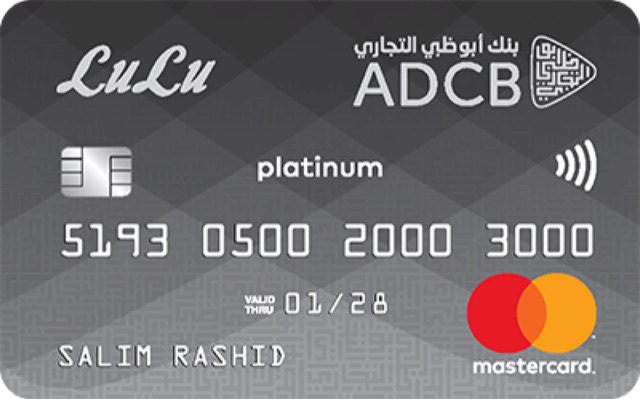 LuLu
بنك أبوظبي التجاري
ADCB
platinum
5193 0500 2000 3000
VALID THRU 01/28
SALIM RASHID
mastercard.